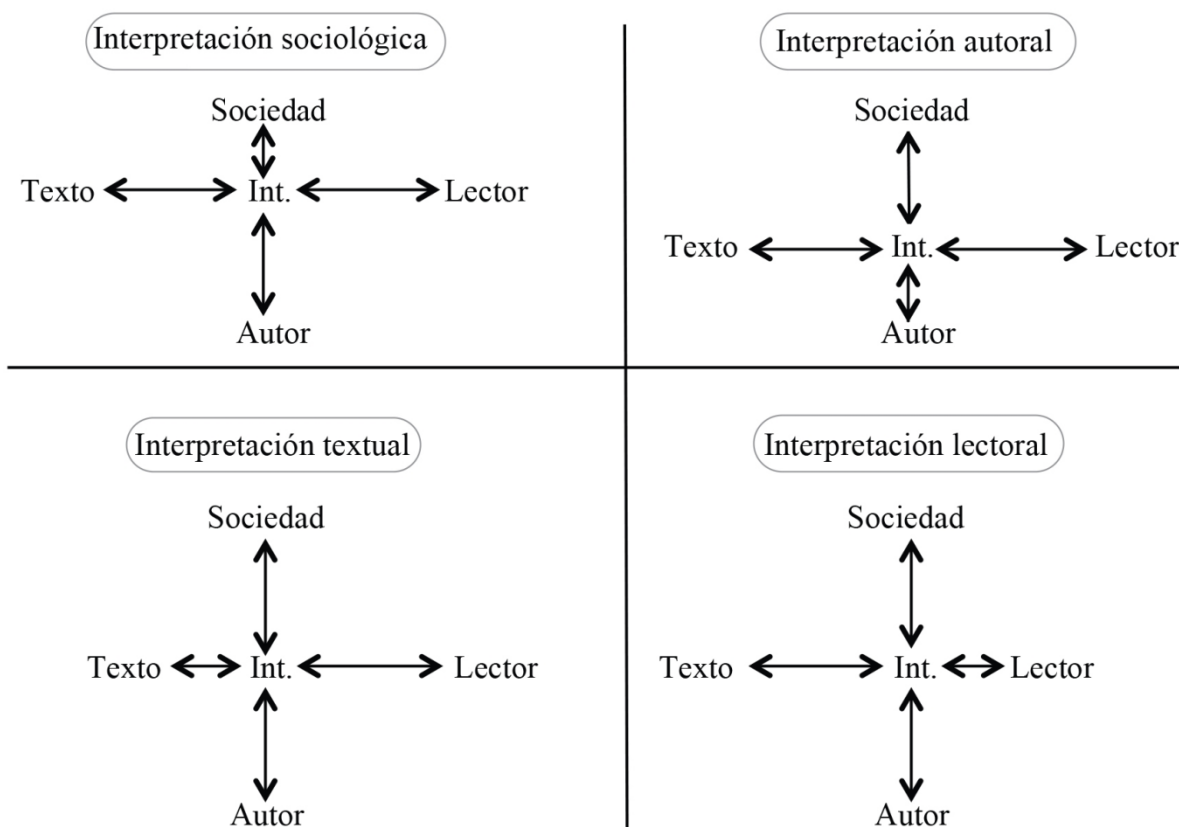 Interpretación sociológica
Sociedad
Texto Int. Lector
Autor
Interpretación autoral
Sociedad
Texto Int. Lector
Autor
Interpretación textual
Sociedad
Texto Int. Lector
Autor
Interpretación lectoral
Sociedad
Texto Int. Lector
Autor